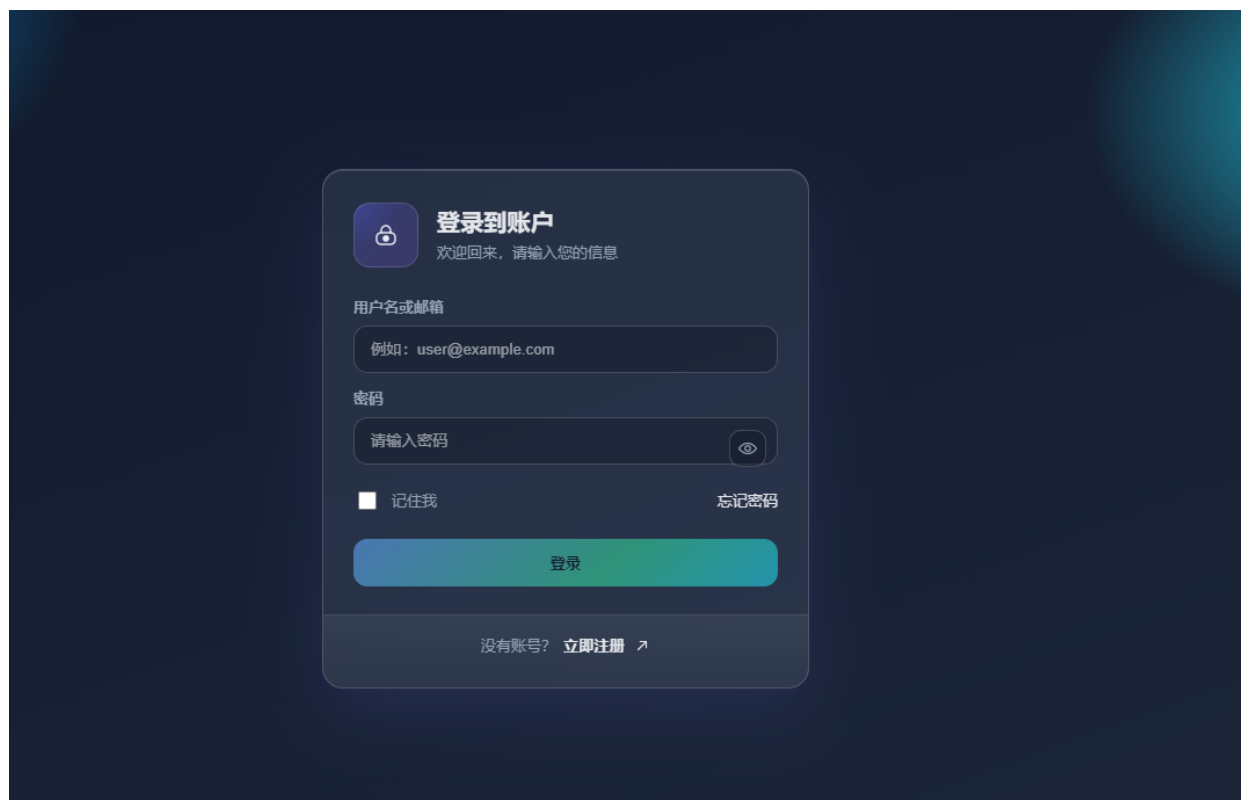 登录到账户
欢迎回来，请输入您的信息
用户名或邮箱
例如：user@example.com
密码
请输入密码
记住我 忘记密码
登录
没有账号？ 立即注册 ↗